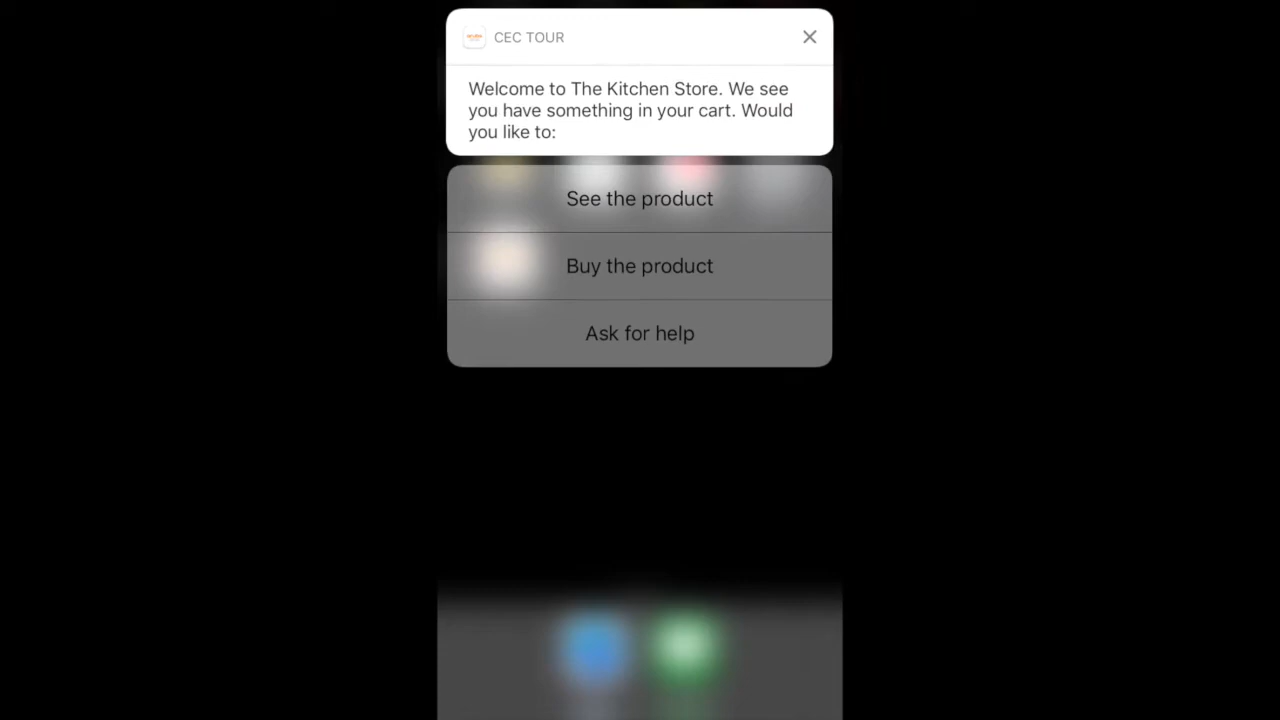 CEC TOUR
Welcome to The Kitchen Store. We see
you have something in your cart. Would
you like to:
See the product
Buy the product
Ask for help